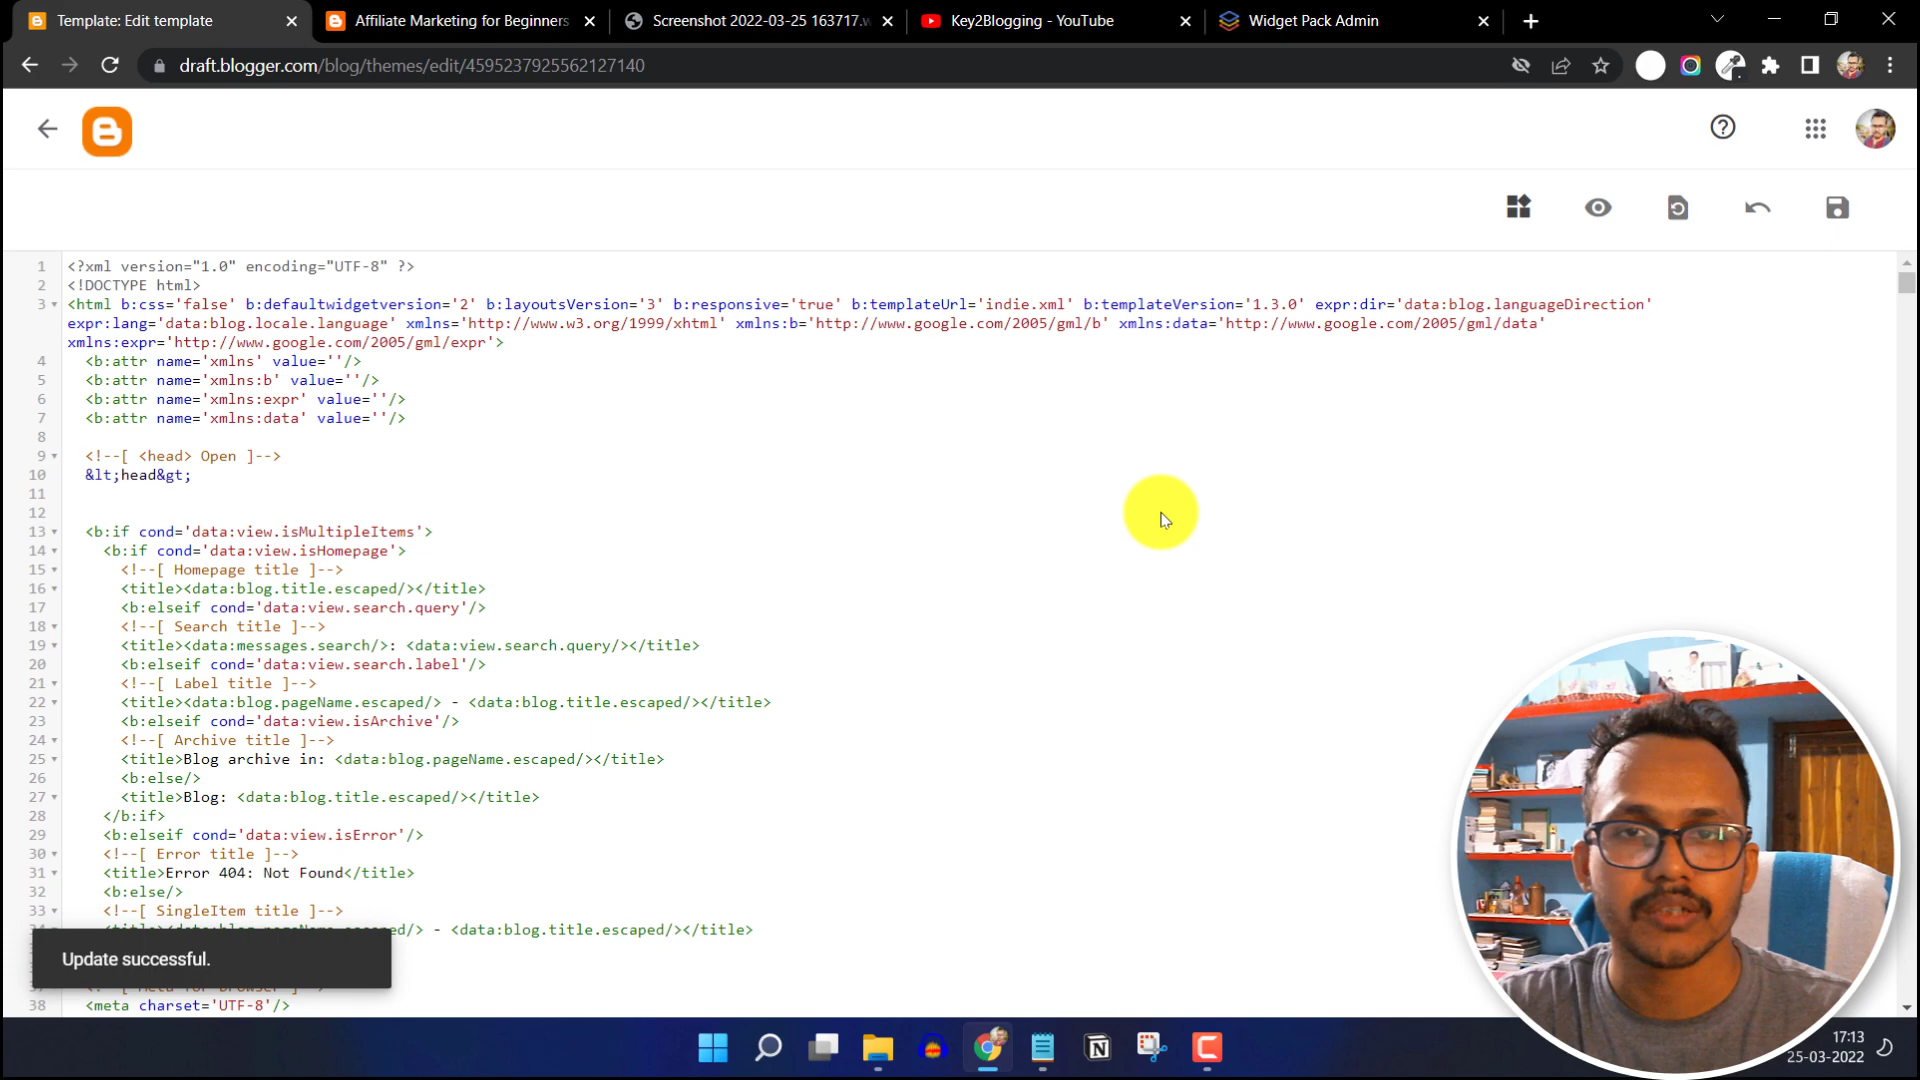 Template: Edit template
Affiliate Marketing for Beginners
Screenshot 2022-03-25 163717.w
Key2Blogging - YouTube
Widget Pack Admin
draft.blogger.com/blog/themes/edit/4595237925562127140
1 <?xml version="1.0" encoding="UTF-8" ?>
2 <!DOCTYPE html>
3 <html b:css='false' b:defaultwidgetversion='2' b:layoutsVersion='3' b:responsive='true' b:templateUrl='indie.xml' b:templateVersion='1.3.0' expr:dir='data:blog.languageDirection'
expr:lang='data:blog.locale.language' xmlns='http://www.w3.org/1999/xhtml' xmlns:b='http://www.google.com/2005/gml/b' xmlns:data='http://www.google.com/2005/gml/data'
xmlns:expr='http://www.google.com/2005/gml/expr'>
4 <b:attr name='xmlns' value=''/>
5 <b:attr name='xmlns:b' value=''/>
6 <b:attr name='xmlns:expr' value=''/>
7 <b:attr name='xmlns:data' value=''/>
8
9 <!--[ <head> Open ]-->
10 &lt;head&gt;
11
12
13 <b:if cond='data:view.isMultipleItems'>
14 <b:if cond='data:view.isHomepage'>
15 <!--[ Homepage title ]-->
16 <title><data:blog.title.escaped/></title>
17 <b:elseif cond='data:view.search.query'/>
18 <!--[ Search title ]-->
19 <title><data:messages.search/>: <data:view.search.query/></title>
20 <b:elseif cond='data:view.search.label'/>
21 <!--[ Label title ]-->
22 <title><data:blog.pageName.escaped/> - <data:blog.title.escaped/></title>
23 <b:elseif cond='data:view.isArchive'/>
24 <!--[ Archive title ]-->
25 <title>Blog archive in: <data:blog.pageName.escaped/></title>
26 <b:else/>
27 <title>Blog: <data:blog.title.escaped/></title>
28 </b:if>
29 <b:elseif cond='data:view.isError'/>
30 <!--[ Error title ]-->
31 <title>Error 404: Not Found</title>
32 <b:else/>
33 <!--[ SingleItem title ]-->
- <data:blog.title.escaped/></title>
Update successful.
38 <meta charset='UTF-8'/>
17:13
25-03-2022